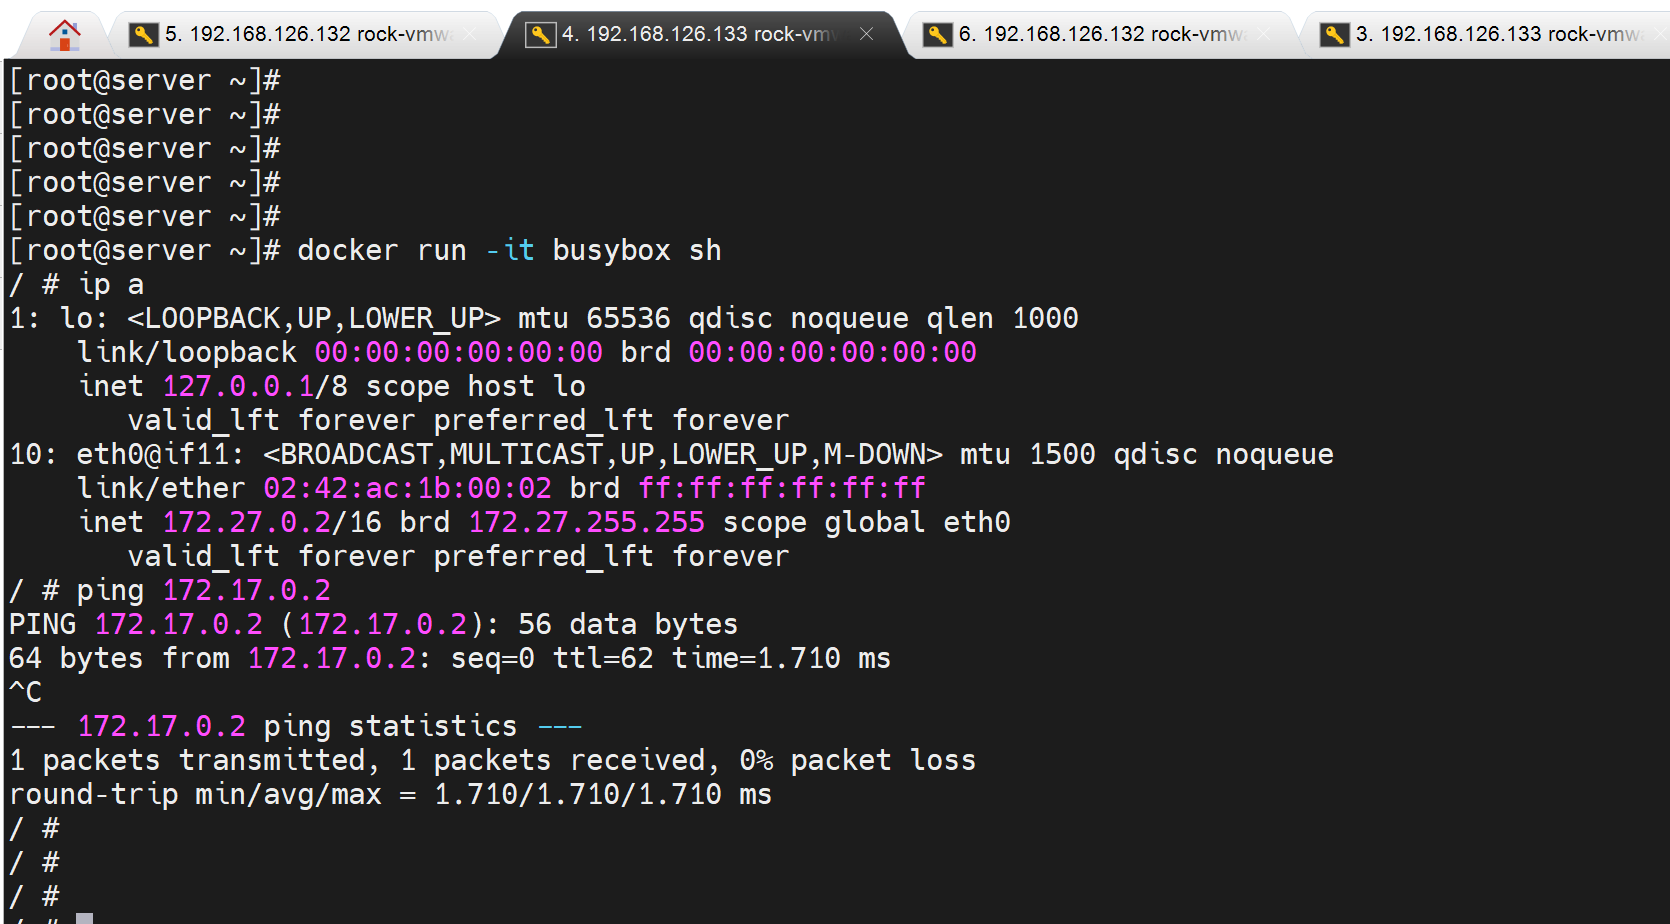 5. 192.168.126.132 rock-vmwa
4. 192.168.126.133 rock-vm
6. 192.168.126.132 rock-vmw
3. 192.168.126.133 rock-vmw
[root@server ~]#
[root@server ~]#
[root@server ~]#
[root@server ~]#
[root@server ~]#
[root@server ~]# docker run -it busybox sh
/ # ip a
1: lo: <LOOPBACK,UP,LOWER_UP> mtu 65536 qdisc noqueue qlen 1000
    link/loopback 00:00:00:00:00:00 brd 00:00:00:00:00:00
    inet 127.0.0.1/8 scope host lo
       valid_lft forever preferred_lft forever
10: eth0@if11: <BROADCAST,MULTICAST,UP,LOWER_UP,M-DOWN> mtu 1500 qdisc noqueue
    link/ether 02:42:ac:1b:00:02 brd ff:ff:ff:ff:ff:ff
    inet 172.27.0.2/16 brd 172.27.255.255 scope global eth0
       valid_lft forever preferred_lft forever
/ # ping 172.17.0.2
PING 172.17.0.2 (172.17.0.2): 56 data bytes
64 bytes from 172.17.0.2: seq=0 ttl=62 time=1.710 ms
^C
--- 172.17.0.2 ping statistics ---
1 packets transmitted, 1 packets received, 0% packet loss
round-trip min/avg/max = 1.710/1.710/1.710 ms
/ #
/ #
/ #
/ #